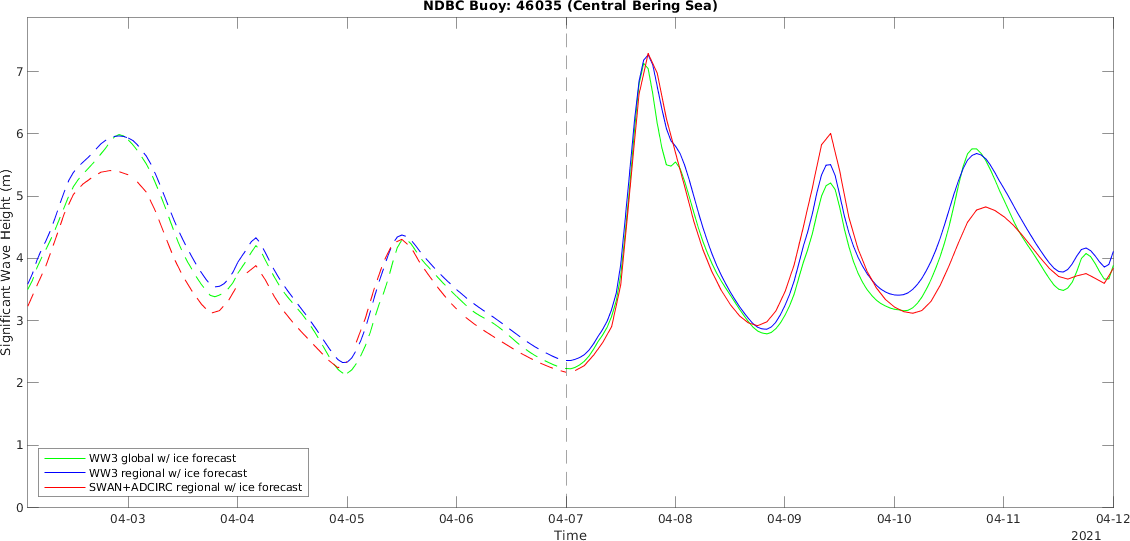 NDBC Buoy: 46035 (Central Bering Sea)
Significant Wave Height (m)
7
6
5
4
3
2
1
0
WW3 global w/ ice forecast
WW3 regional w/ ice forecast
SWAN+ADCIRC regional w/ ice forecast
04-03 04-04 04-05 04-06 04-07 04-08 04-09 04-10 04-11 04-12
Time
2021